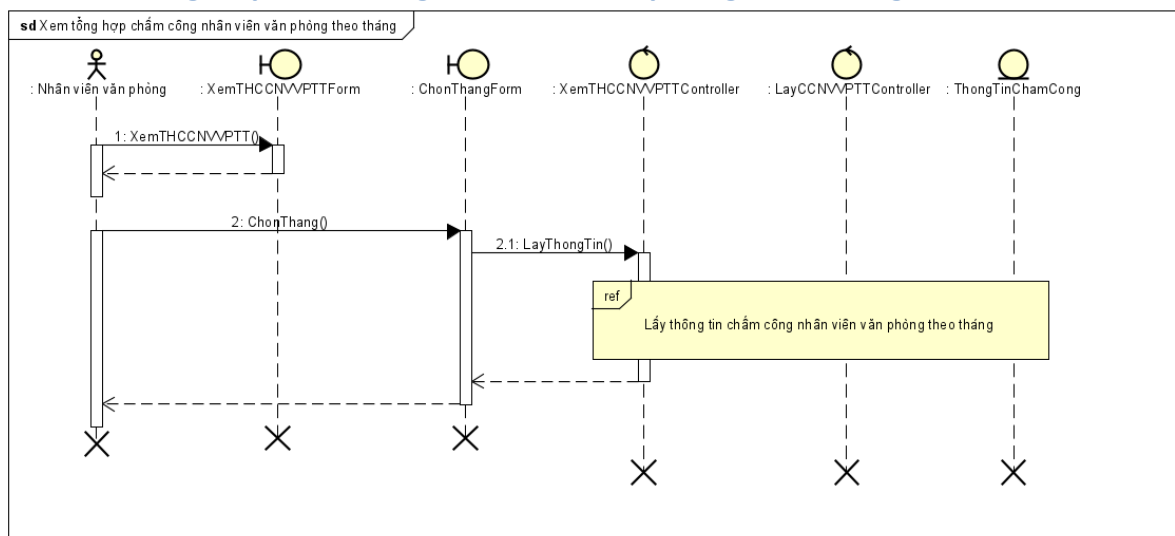 sd Xem tổng hợp chấm công nhân viên văn phòng theo tháng
: Nhân viên văn phòng
: XemTHCCNVVPTTForm
: ChonThangForm
: XemTHCCNVVPTTController
: LayCCNVVPTTController
: ThongTinChamCong
1: XemTHCCNVVPTT()
2: ChonThang()
2.1: LayThongTin()
ref
Lấy thông tin chấm công nhân viên văn phòng theo tháng